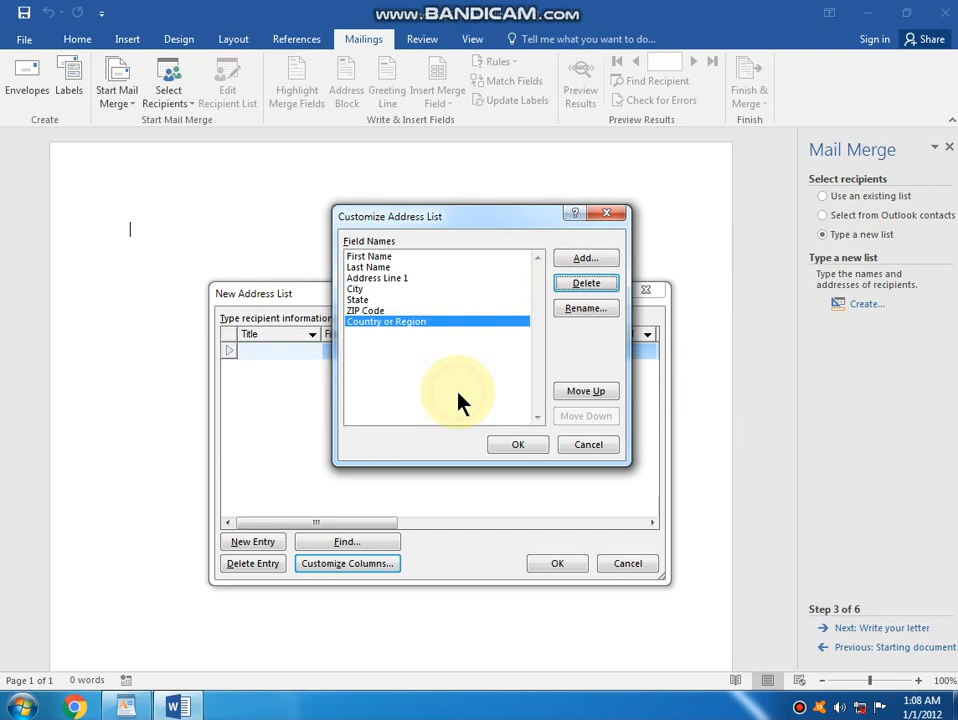 www.BANDICAM.com
File Home Insert Design Layout References Mailings Review View Tell me what you want to do... Sign in Share
Envelopes Labels Start Mail Merge Select Recipients Edit Recipient List Highlight Merge Fields Address Block Greeting Line Insert Merge Field Rules Match Fields Update Labels Preview Results ABC Find Recipient Check for Errors Finish & Merge
Create Start Mail Merge Write & Insert Fields Preview Results Finish
Mail Merge
Select recipients
Use an existing list
Select from Outlook contacts
Type a new list
Type a new list
Type the names and
addresses of recipients.
Create...
Customize Address List
Field Names
First Name
Last Name
Address Line 1
City
State
ZIP Code
Country or Region
Add...
Delete
Rename...
Move Up
Move Down
OK Cancel
New Address List
Type recipient information
Title
New Entry Find...
Delete Entry Customize Columns... OK Cancel
Step 3 of 6
Next: Write your letter
Previous: Starting document
Page 1 of 1 0 words 100%
1:08 AM
1/1/2012